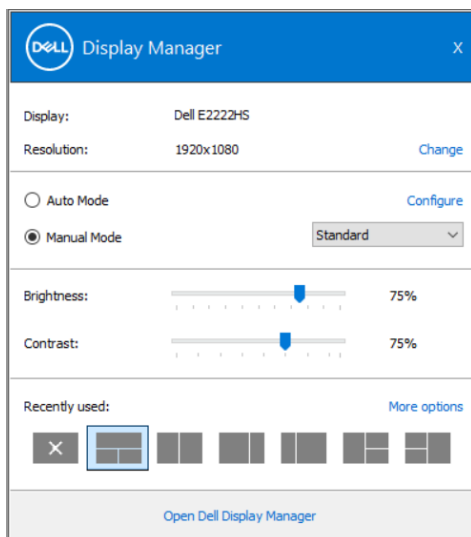 DELL Display Manager X
Display: Dell E2222HS
Resolution: 1920x1080 Change
Auto Mode Configure
Manual Mode Standard
Brightness: 75%
Contrast: 75%
Recently used: More options
Open Dell Display Manager